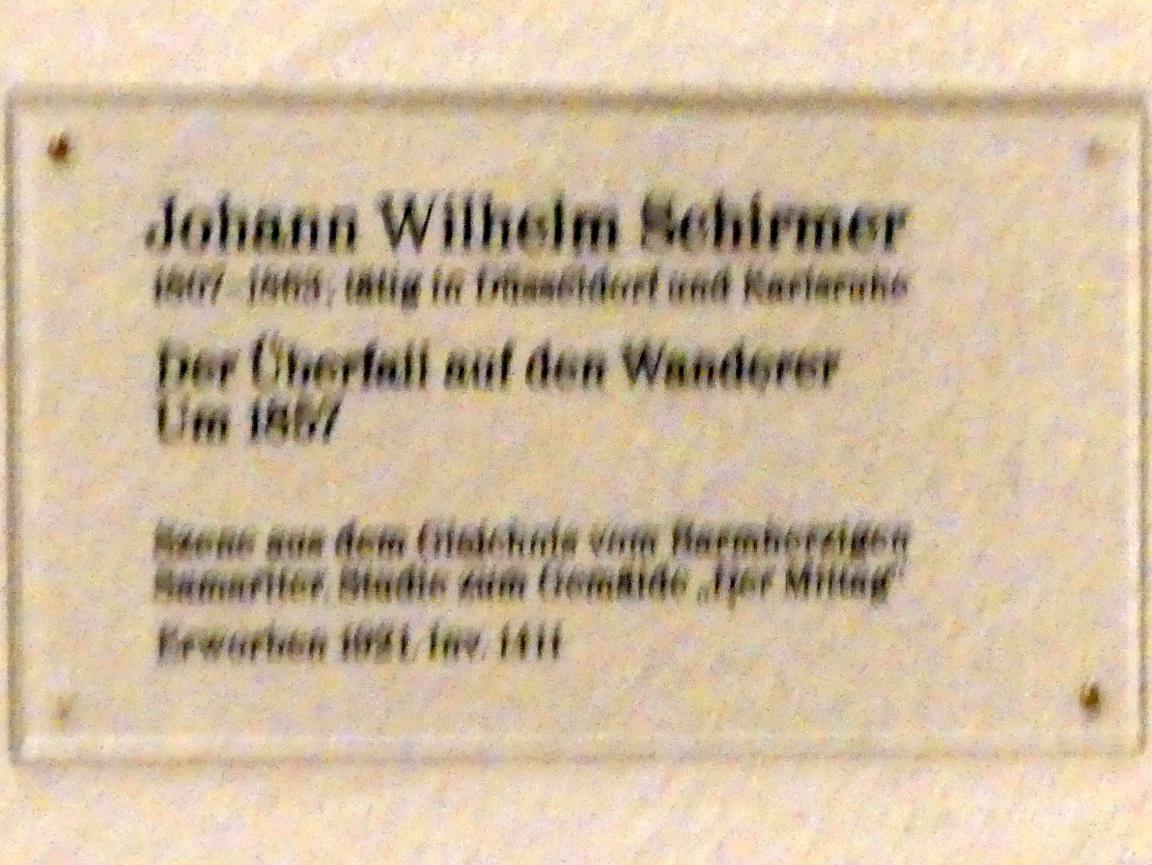 Johann Wilhelm Schirmer
1807–1863, tätig in Düsseldorf und Karlsruhe
Der Überfall auf den Wanderer
Um 1857
Szene aus dem Gleichnis vom Barmherzigen
Samariter, Studie zum Gemälde „Der Mittag“
Erworben 1921, Inv. 1411